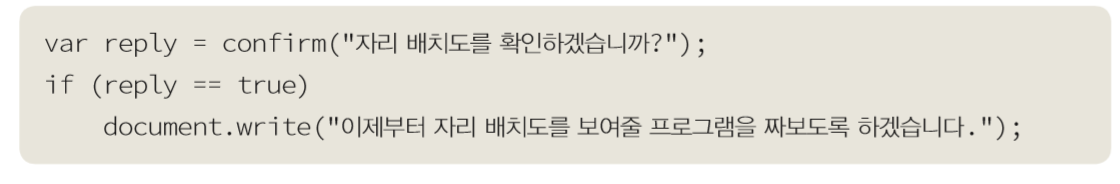 var reply = confirm("자리 배치도를 확인하겠습니까?");
if (reply == true)
document.write("이제부터 자리 배치도를 보여줄 프로그램을 짜보도록 하겠습니다.");